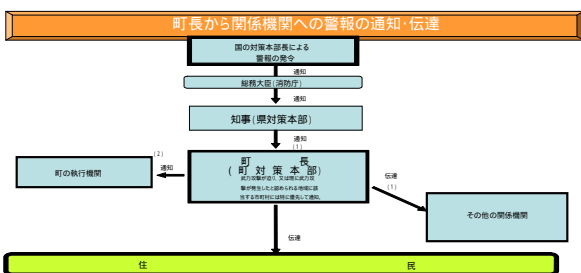 町長から関係機関への警報の通知･伝達
国の対策本部長による
警報の発令
通知
総務大臣(消防庁)
通知
知事(県対策本部)
通知
(1)
町長
(町対策本部)
武力攻撃が迫り、又は現に武力攻
撃が発生したと認められる地域に該
当する市町村には特に優先して通知。
(2)
通知
町の執行機関
伝達
(1)
その他の関係機関
伝達
住民